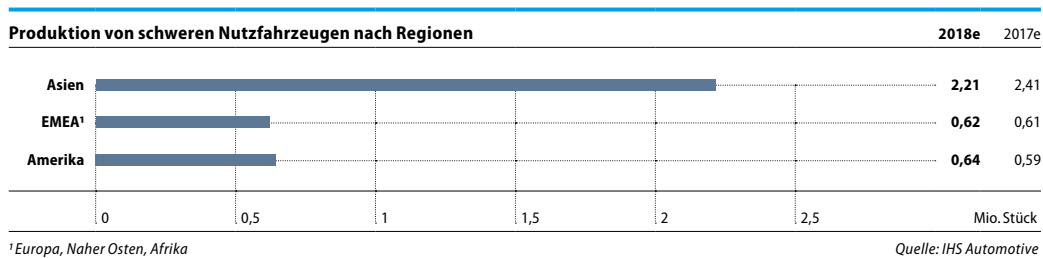 Produktion von schweren Nutzfahrzeugen nach Regionen 2018e 2017e
Asien 2,21 2,41
EMEA¹ 0,62 0,61
Amerika 0,64 0,59
0 0,5 1 1,5 2 2,5 Mio. Stück
¹ Europa, Naher Osten, Afrika Quelle: IHS Automotive